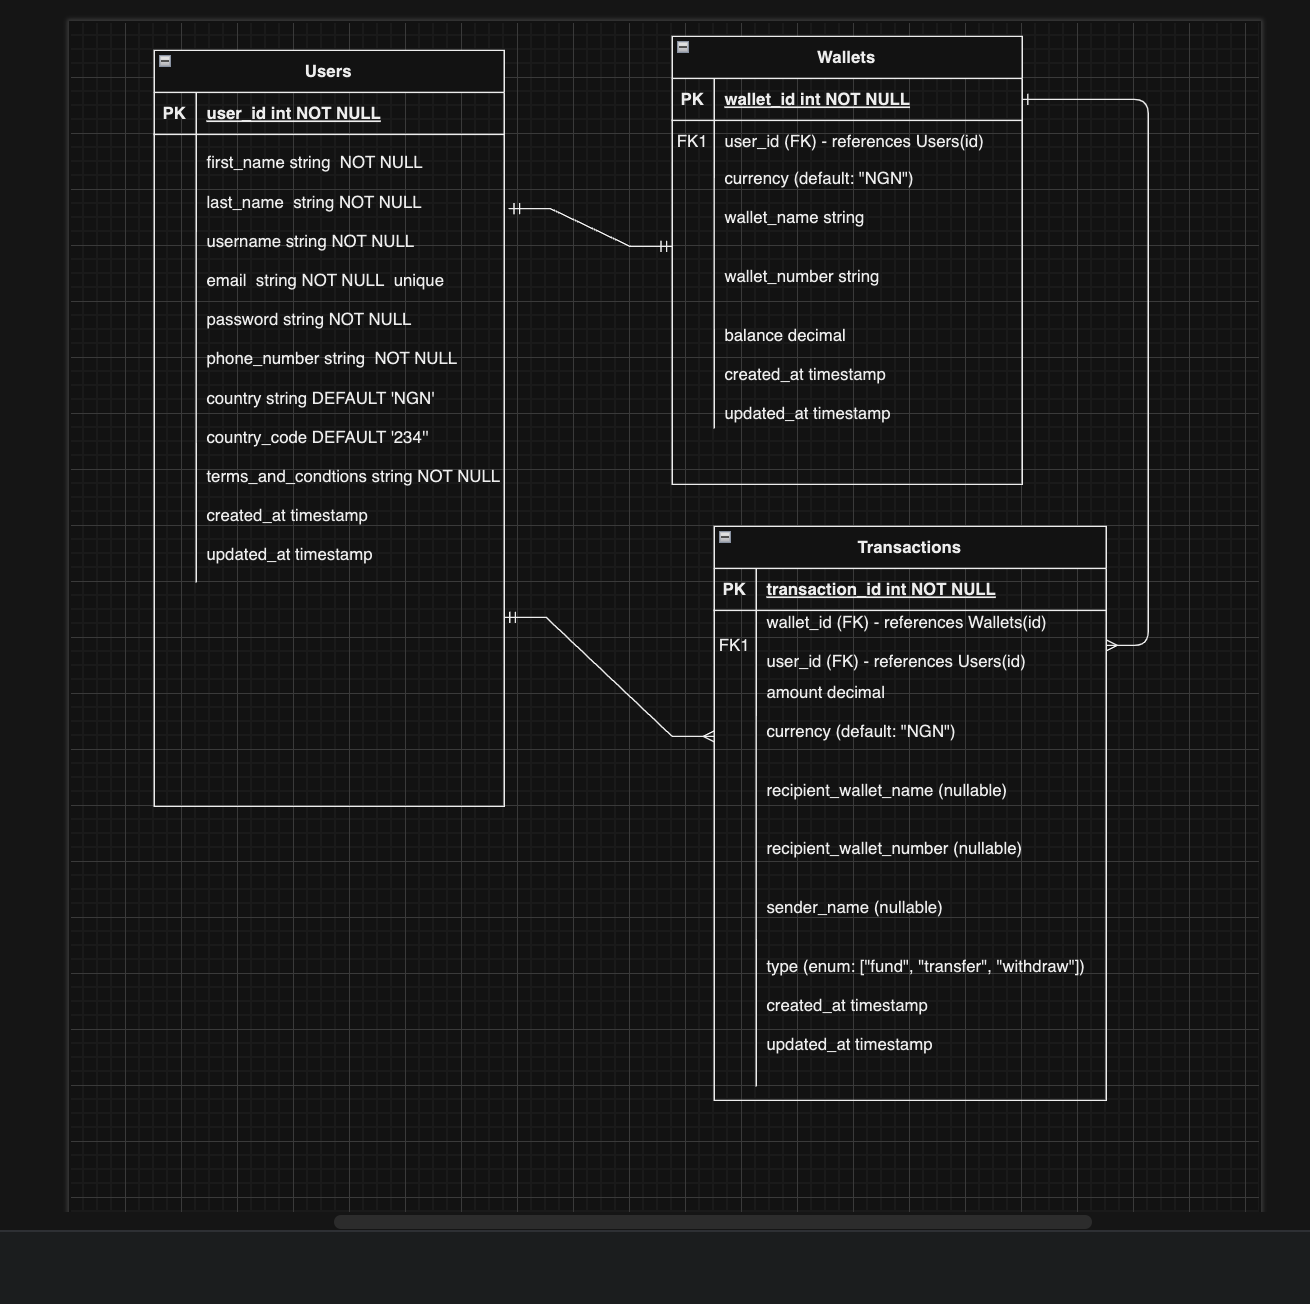 Users
PK user_id int NOT NULL
first_name string  NOT NULL
last_name  string NOT NULL
username string NOT NULL
email  string NOT NULL  unique
password string NOT NULL
phone_number string  NOT NULL
country string DEFAULT 'NGN'
country_code DEFAULT '234"
terms_and_condtions string NOT NULL
created_at timestamp
updated_at timestamp
Wallets
PK wallet_id int NOT NULL
FK1 user_id (FK) - references Users(id)
currency (default: "NGN")
wallet_name string
wallet_number string
balance decimal
created_at timestamp
updated_at timestamp
Transactions
PK transaction_id int NOT NULL
wallet_id (FK) - references Wallets(id)
FK1
user_id (FK) - references Users(id)
amount decimal
currency (default: "NGN")
recipient_wallet_name (nullable)
recipient_wallet_number (nullable)
sender_name (nullable)
type (enum: ["fund", "transfer", "withdraw"])
created_at timestamp
updated_at timestamp